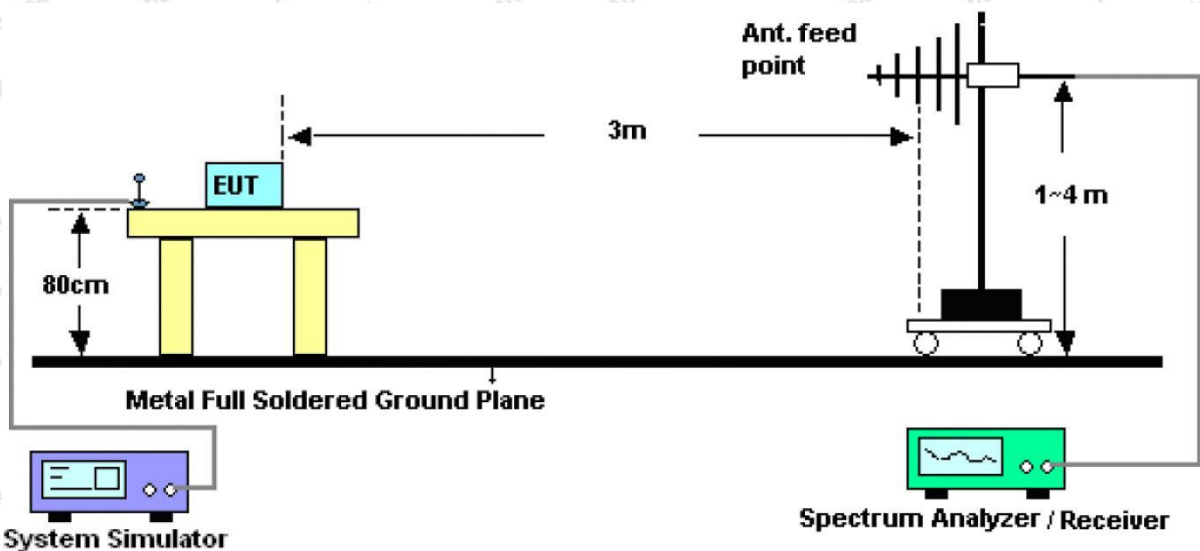 Ant. feed
point
3m
EUT
1~4 m
80cm
Metal Full Soldered Ground Plane
System Simulator
Spectrum Analyzer / Receiver